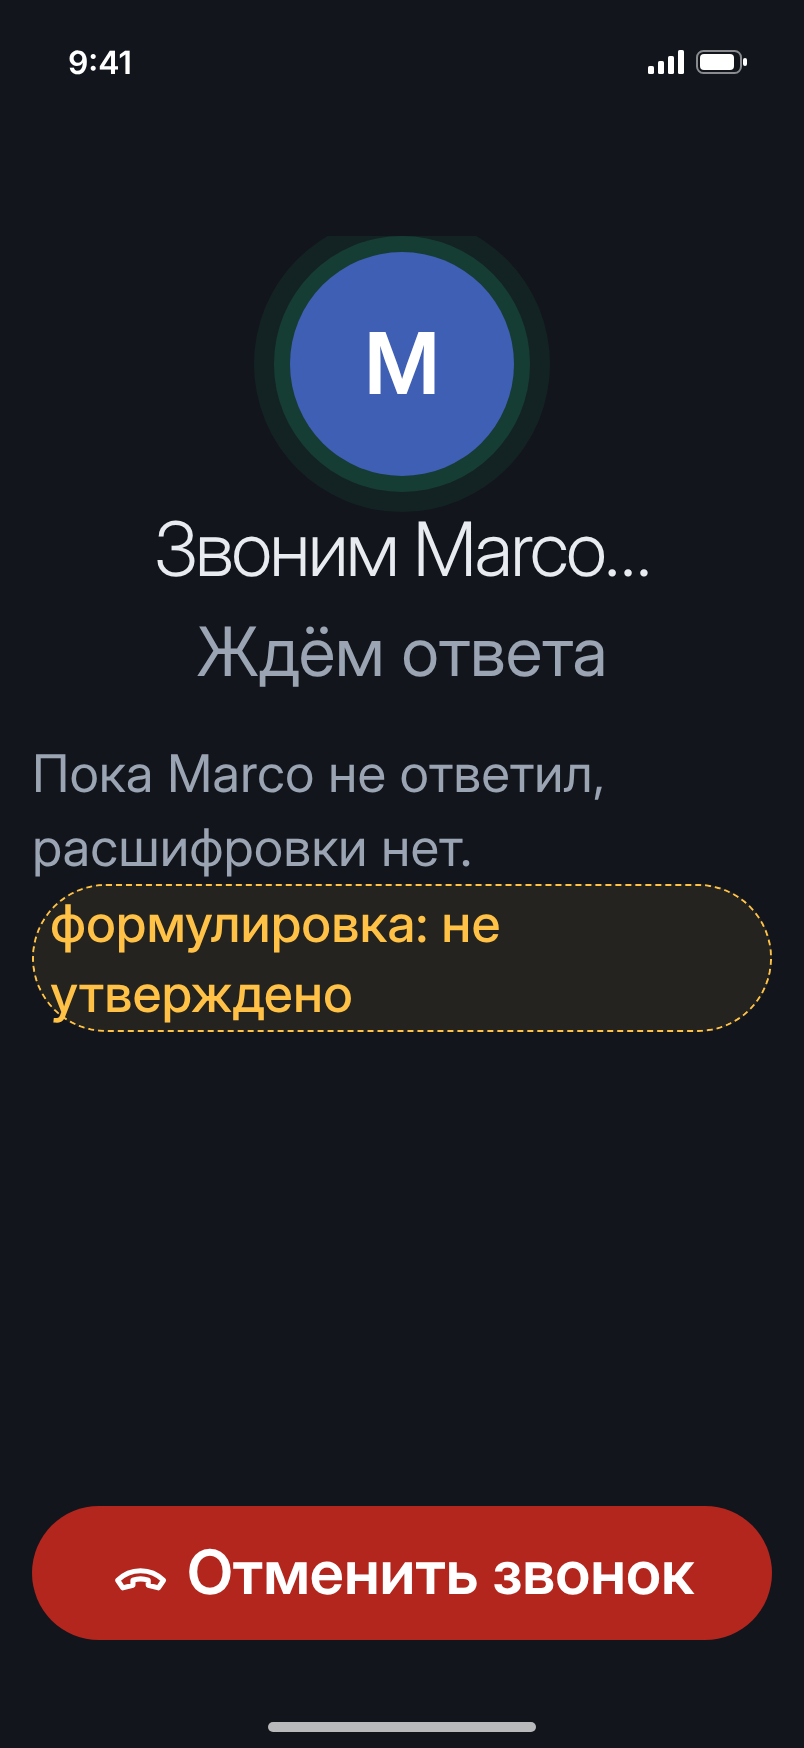 9:41
M
Звоним Marco...
Ждём ответа
Пока Marco не ответил,
расшифровки нет.
формулировка: не
утверждено
Отменить звонок